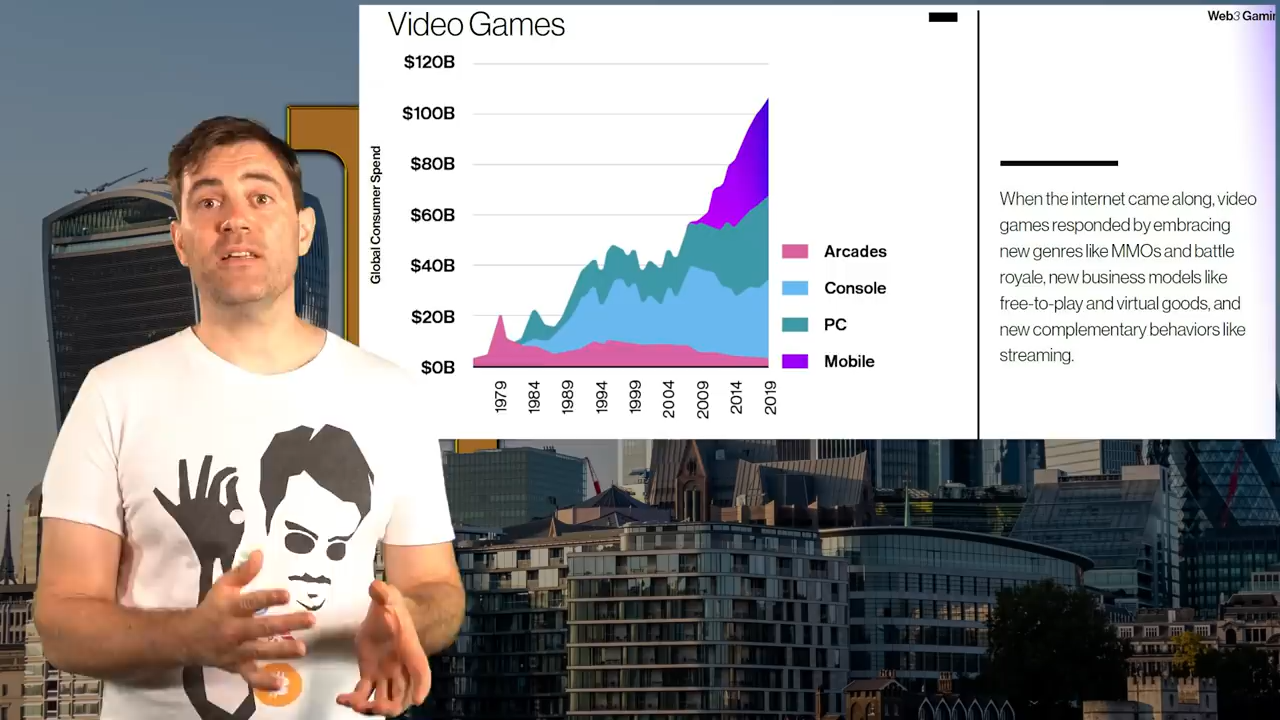 Video Games
Web3 Gamin
$120B
$100B
$80B
$60B
$40B
$20B
$0B
Global Consumer Spend
1979
1984
1989
1994
1999
2004
2009
2014
2019
Arcades
Console
PC
Mobile
When the internet came along, video
games responded by embracing
new genres like MMOs and battle
royale, new business models like
free-to-play and virtual goods, and
new complementary behaviors like
streaming.